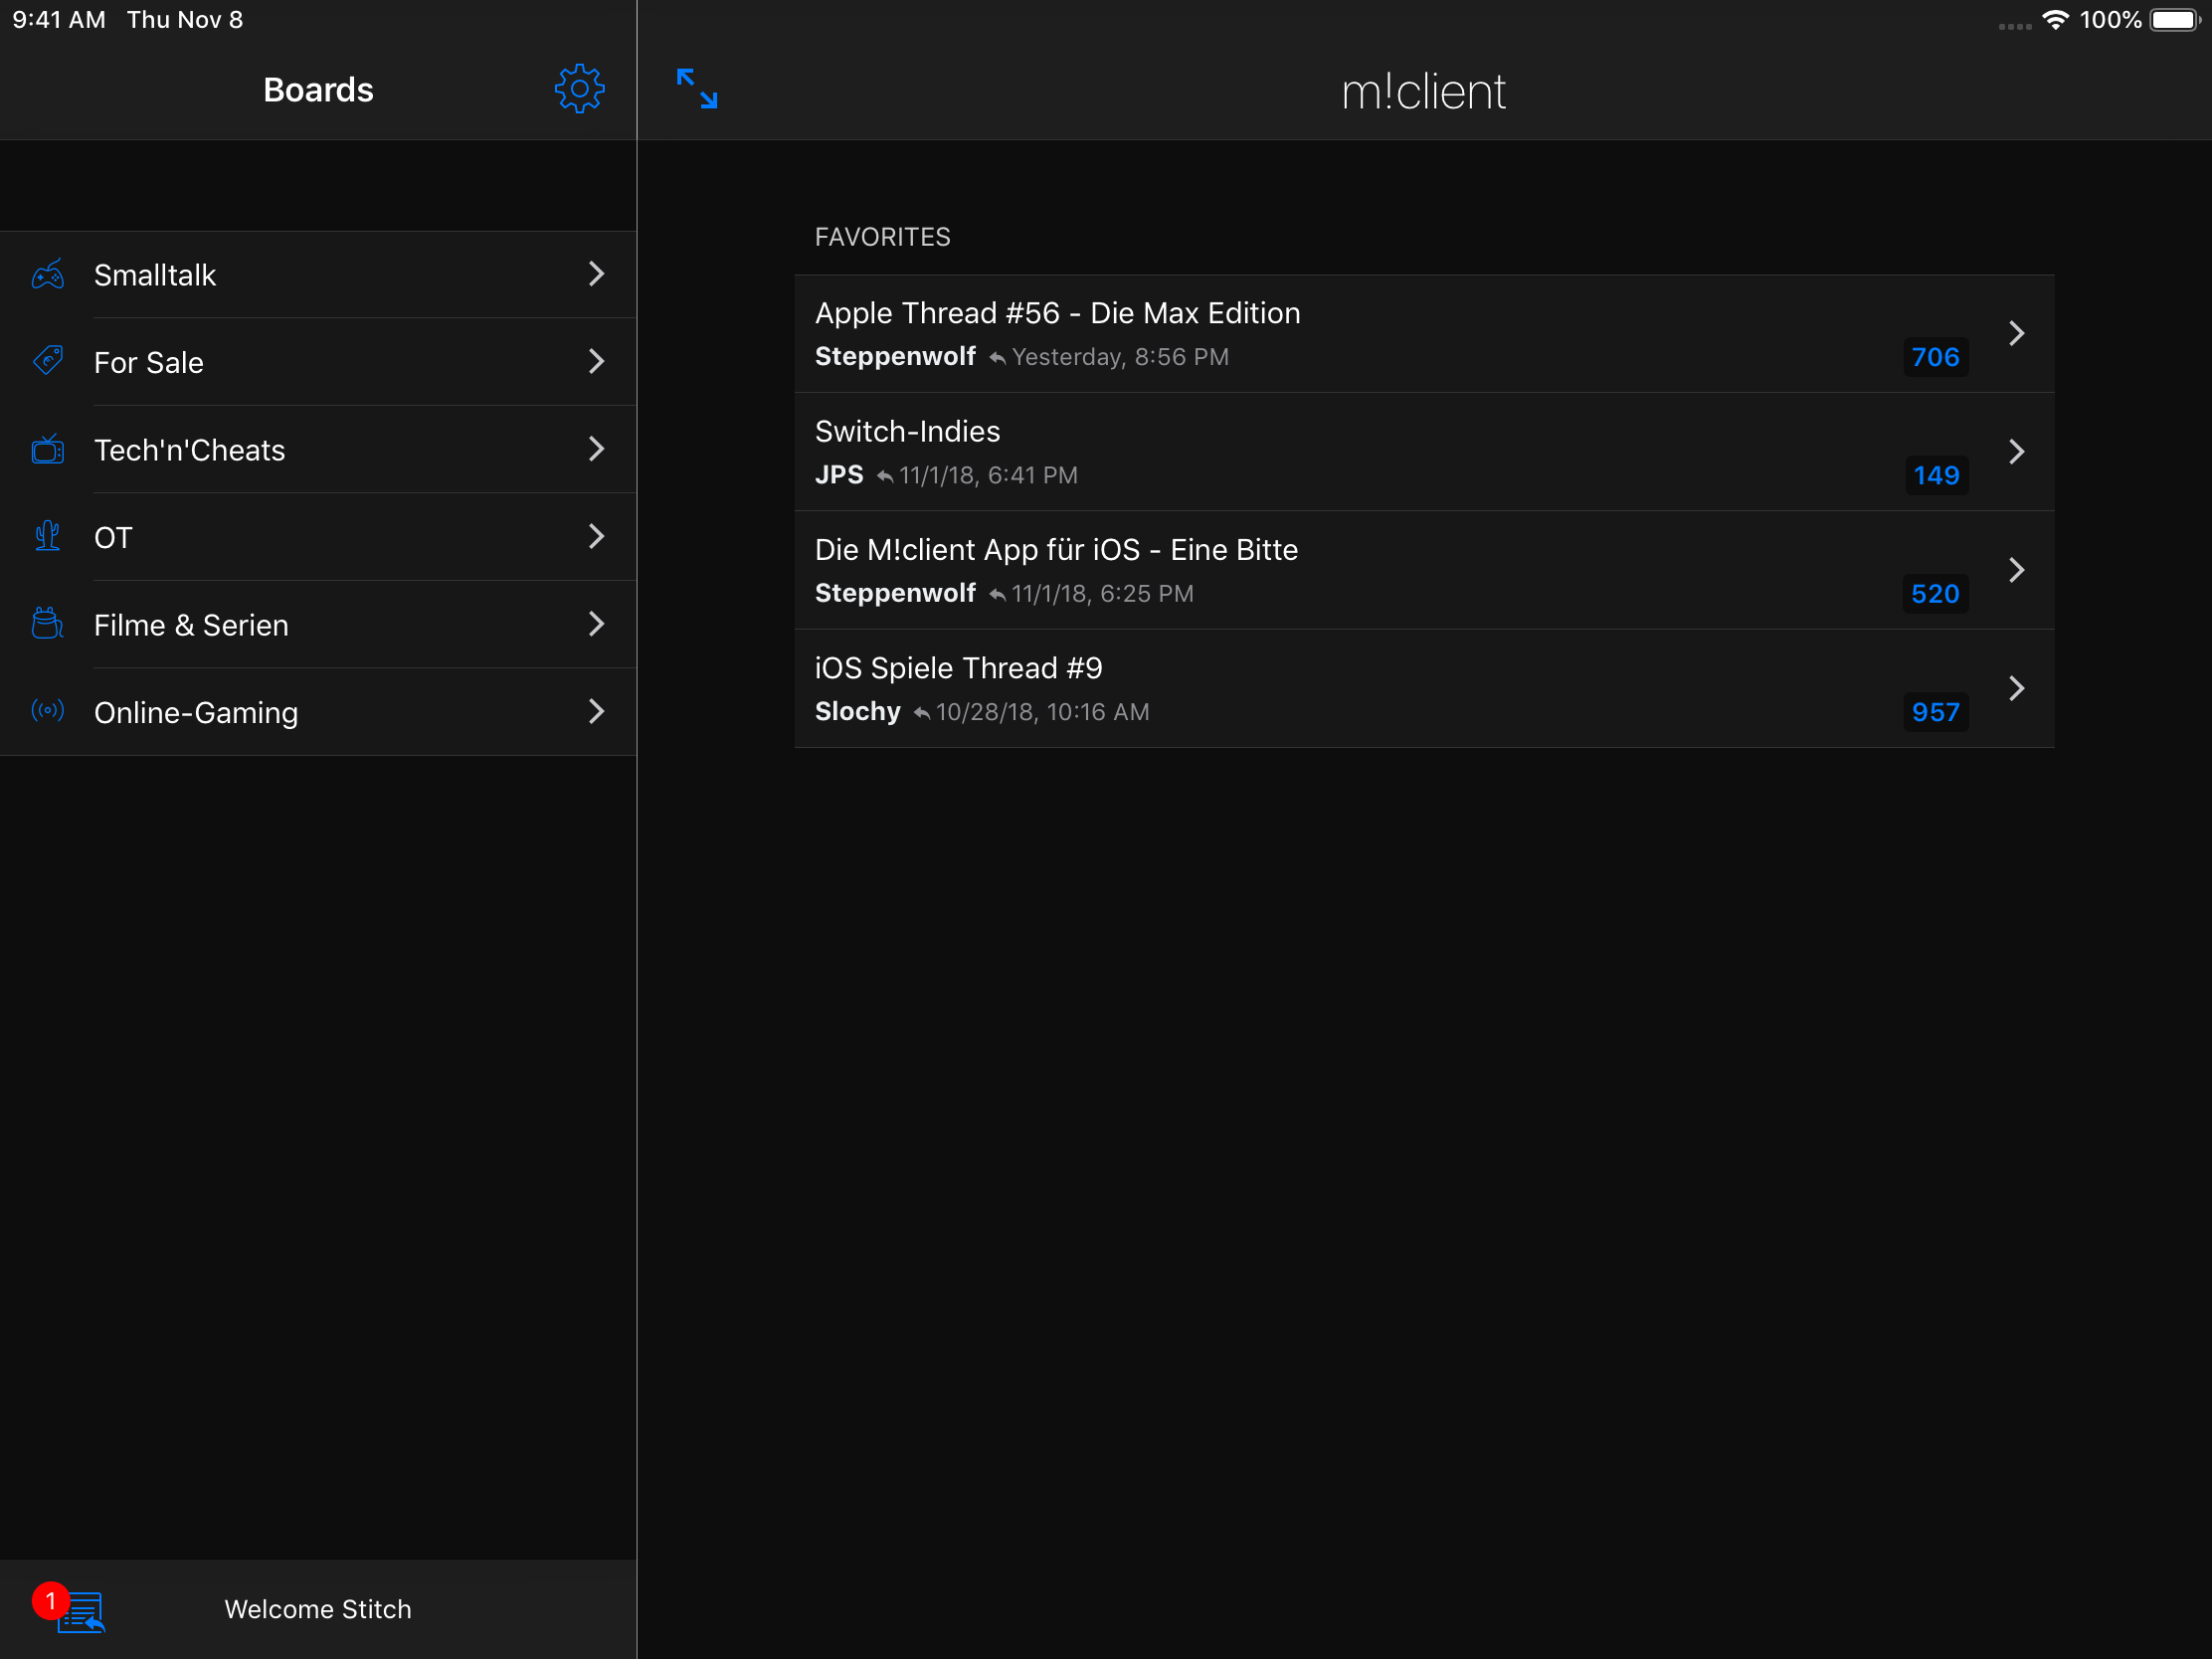 9:41 AM Thu Nov 8
100%
Boards
m!client
Smalltalk
For Sale
Tech'n'Cheats
OT
Filme & Serien
Online-Gaming
FAVORITES
Apple Thread #56 - Die Max Edition
Steppenwolf Yesterday, 8:56 PM
706
Switch-Indies
JPS 11/1/18, 6:41 PM
149
Die M!client App für iOS - Eine Bitte
Steppenwolf 11/1/18, 6:25 PM
520
iOS Spiele Thread #9
Slochy 10/28/18, 10:16 AM
957
1
Welcome Stitch